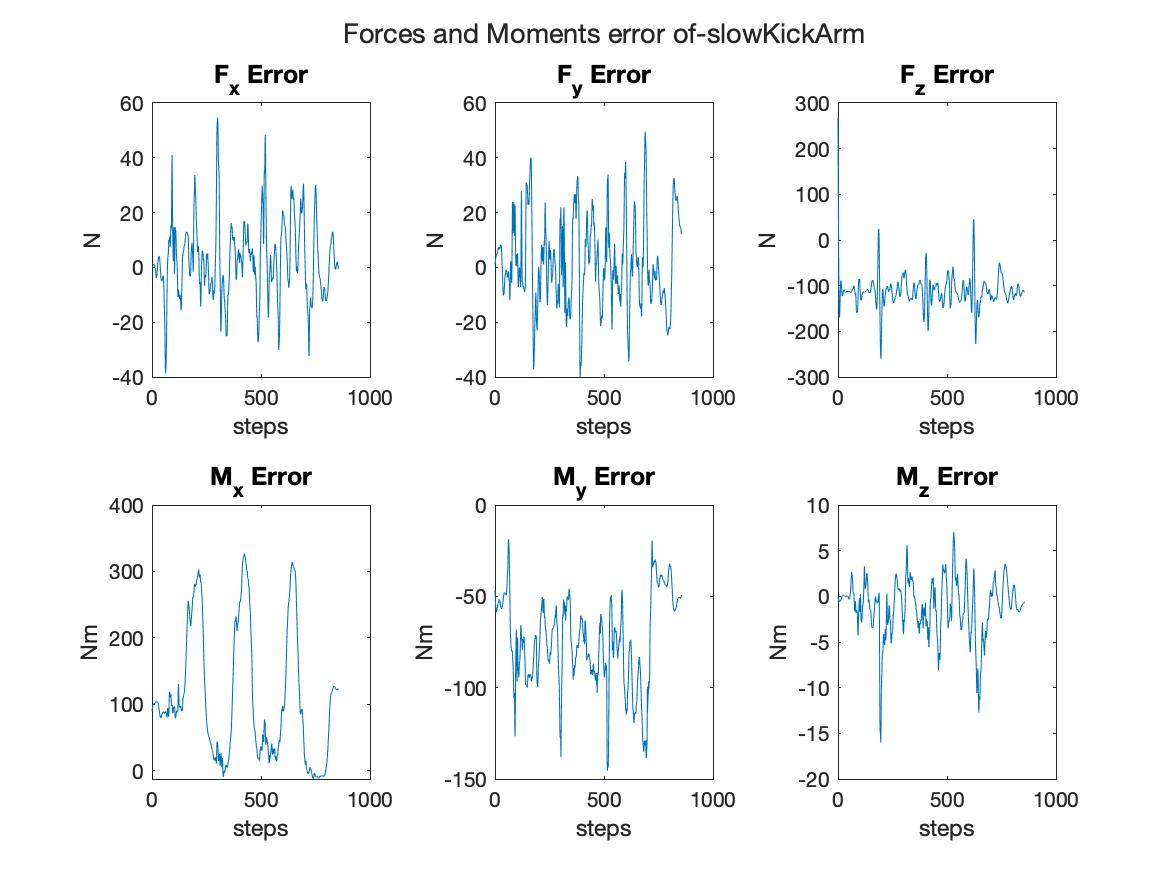 Forces and Moments error of-slowKickArm
Fx Error
Fy Error
Fz Error
60
40
20
0
-20
-40
N
0
500
1000
steps
60
40
20
0
-20
-40
N
0
500
1000
steps
300
200
100
0
-100
-200
-300
N
0
500
1000
steps
Mx Error
My Error
Mz Error
400
300
200
100
0
Nm
0
500
1000
steps
0
-50
-100
-150
Nm
0
500
1000
steps
10
5
0
-5
-10
-15
-20
Nm
0
500
1000
steps